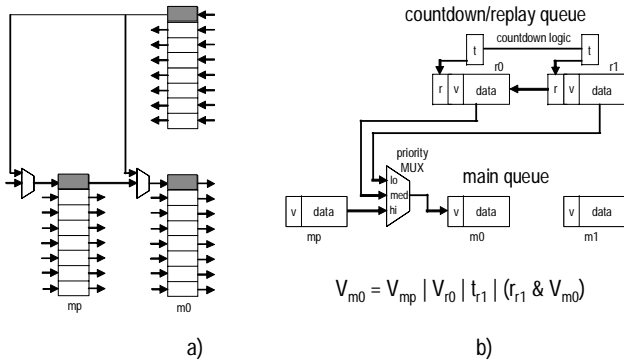 mp
m0
a)
countdown/replay queue
t
countdown logic
t
r0
r1
r v data
r v data
priority
MUX
lo
med
hi
main queue
v data
v data
v data
mp
m0
m1
V_m0 = V_mp | V_r0 | t_r1 | (r_r1 & V_m0)
b)